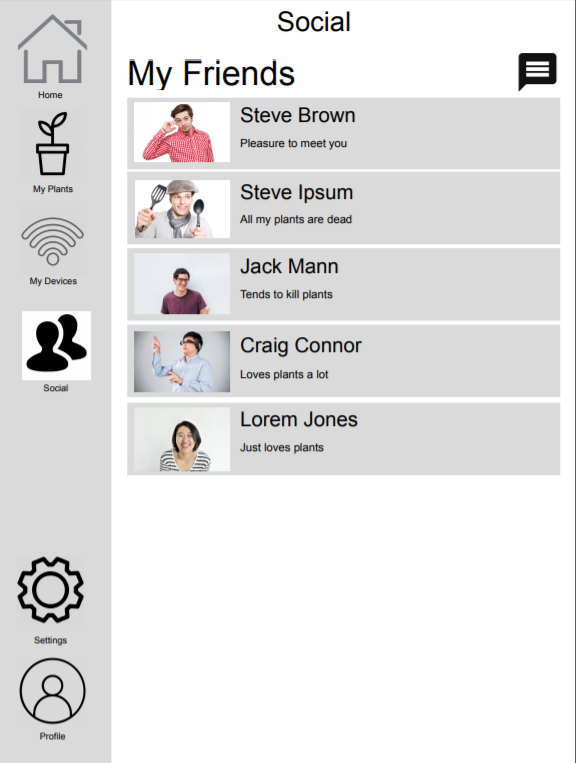 Social
My Friends
Home
My Plants
My Devices
Social
Settings
Profile
Steve Brown
Pleasure to meet you
Steve Ipsum
All my plants are dead
Jack Mann
Tends to kill plants
Craig Connor
Loves plants a lot
Lorem Jones
Just loves plants